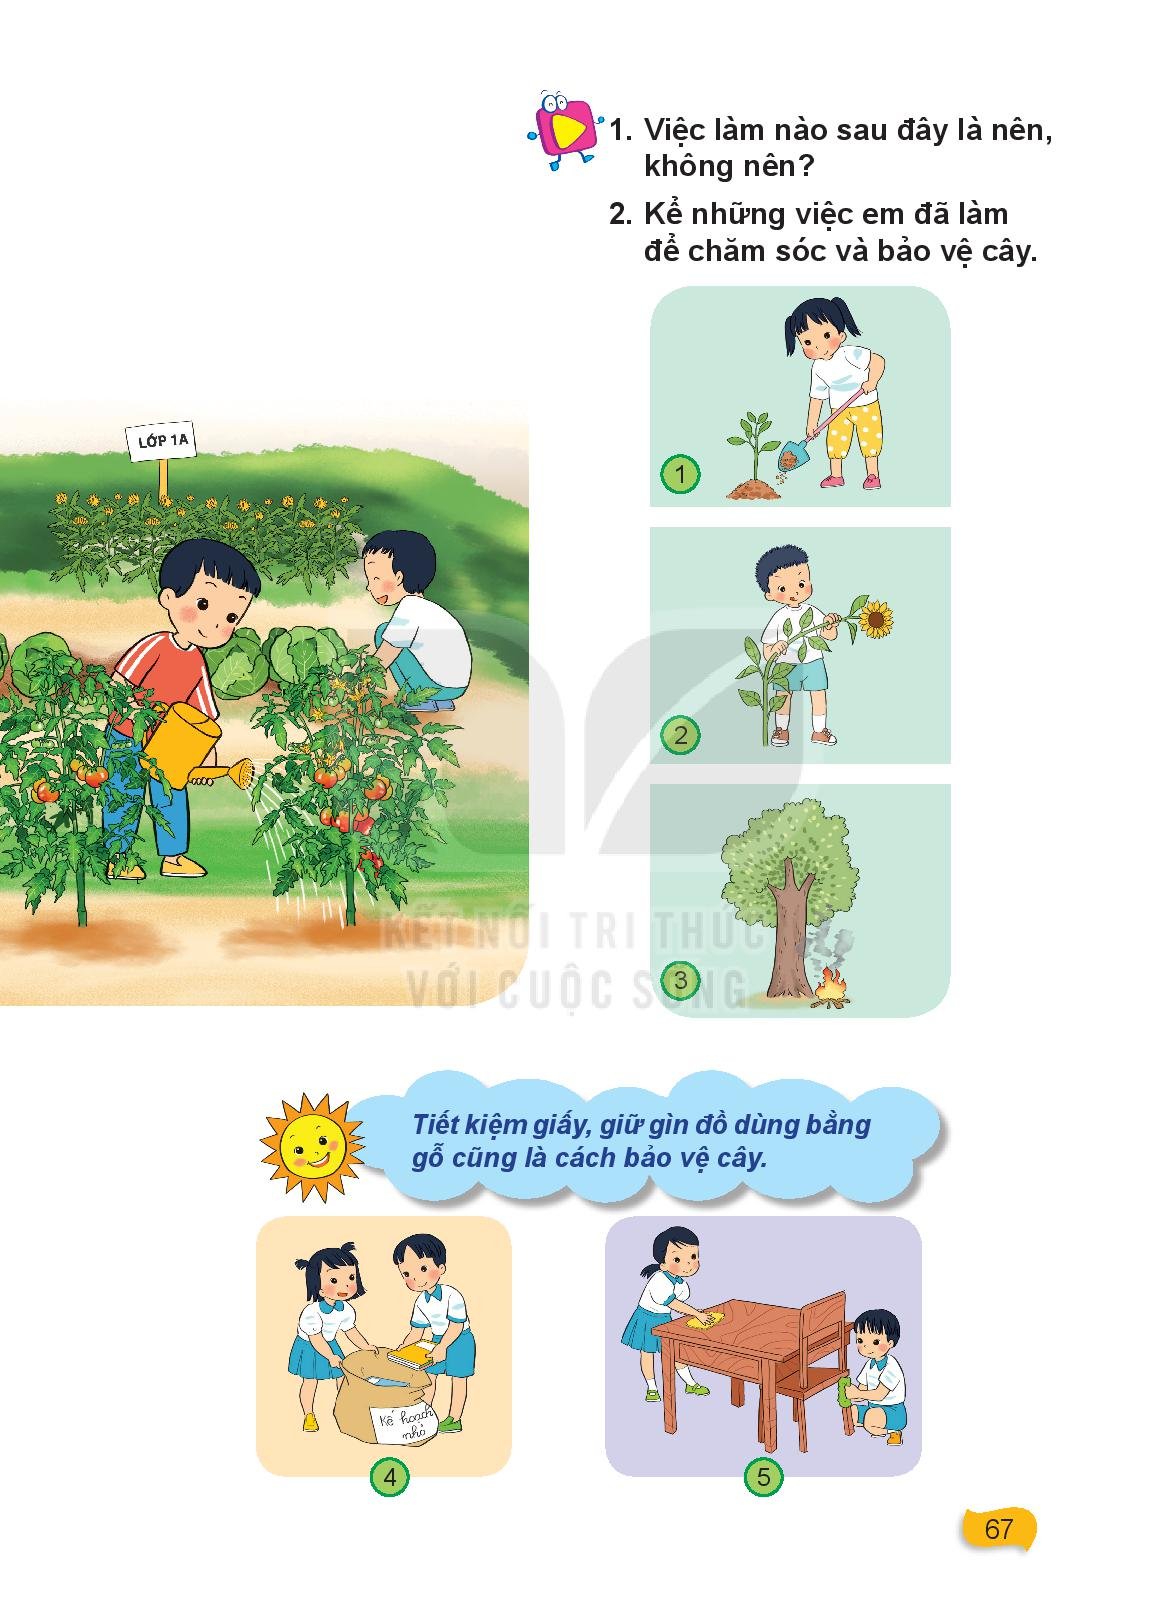 1. Việc làm nào sau đây là nên,
không nên?
2. Kể những việc em đã làm
để chăm sóc và bảo vệ cây.
LỚP 1A
1
2
3
KẾT NỐI TRI THỨC
VỚI CUỘC SỐNG
Tiết kiệm giấy, giữ gìn đồ dùng bằng
gỗ cũng là cách bảo vệ cây.
Kế hoạch
nhỏ
4
5
67